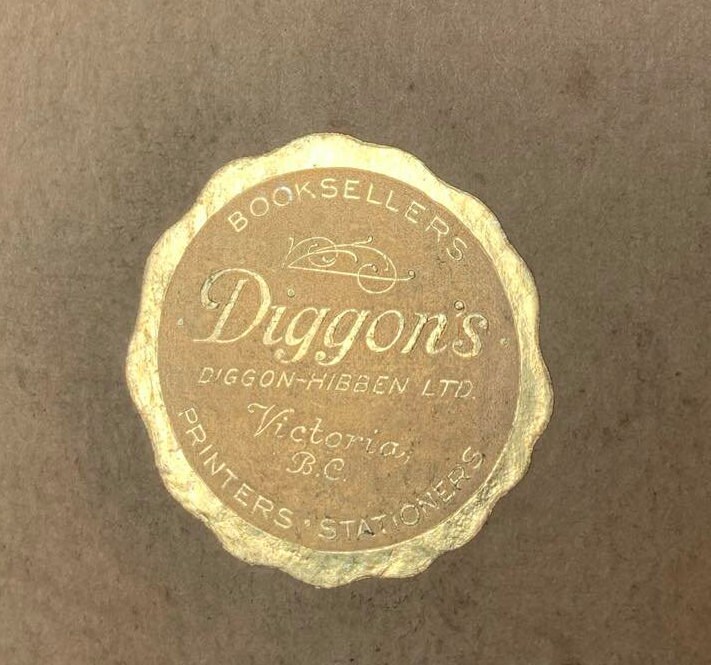 BOOKSELLERS
Diggon's
DIGGON-HIBBEN LTD.
Victoria,
B.C.
PRINTERS · STATIONERS